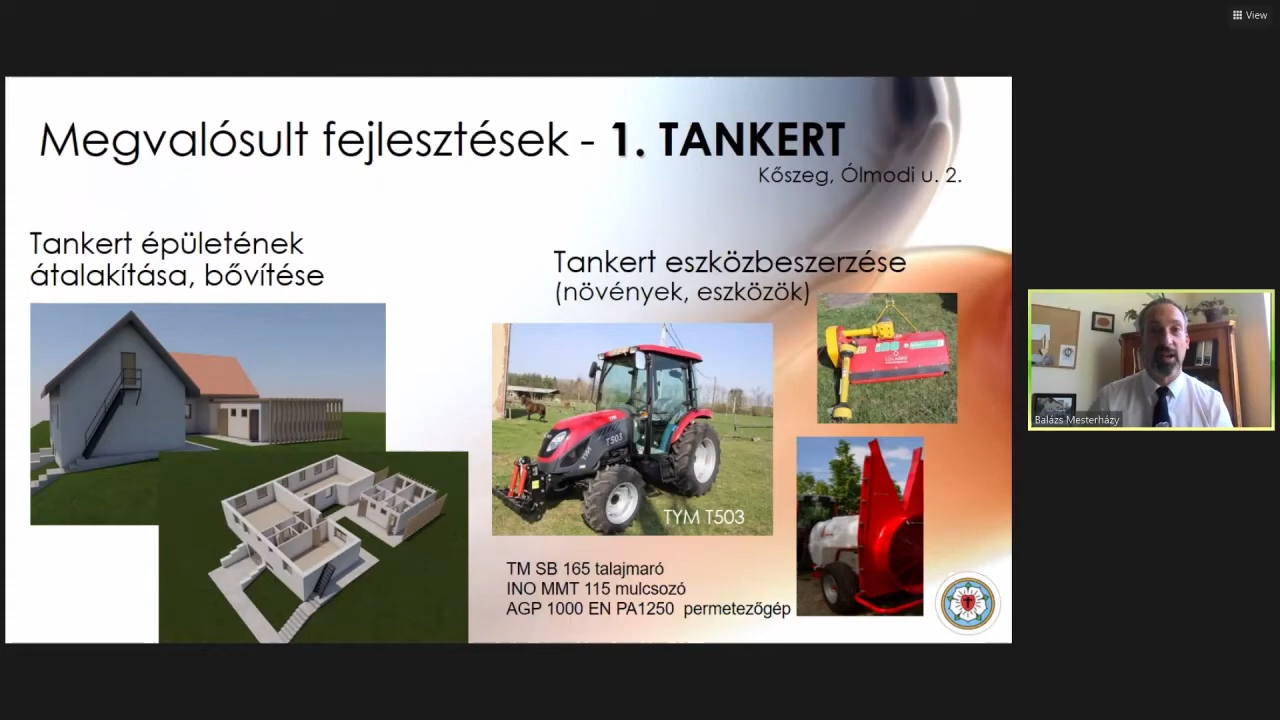 View
Megvalósult fejlesztések - 1. TANKERT
Kőszeg, Ólmodi u. 2.
Tankert épületének
átalakítása, bővítése
Tankert eszközbeszerzése
(növények, eszközök)
T503
TYM T503
TM SB 165 talajmaró
INO MMT 115 mulcsozó
AGP 1000 EN PA1250 permetezőgép
Balázs Mesterházy